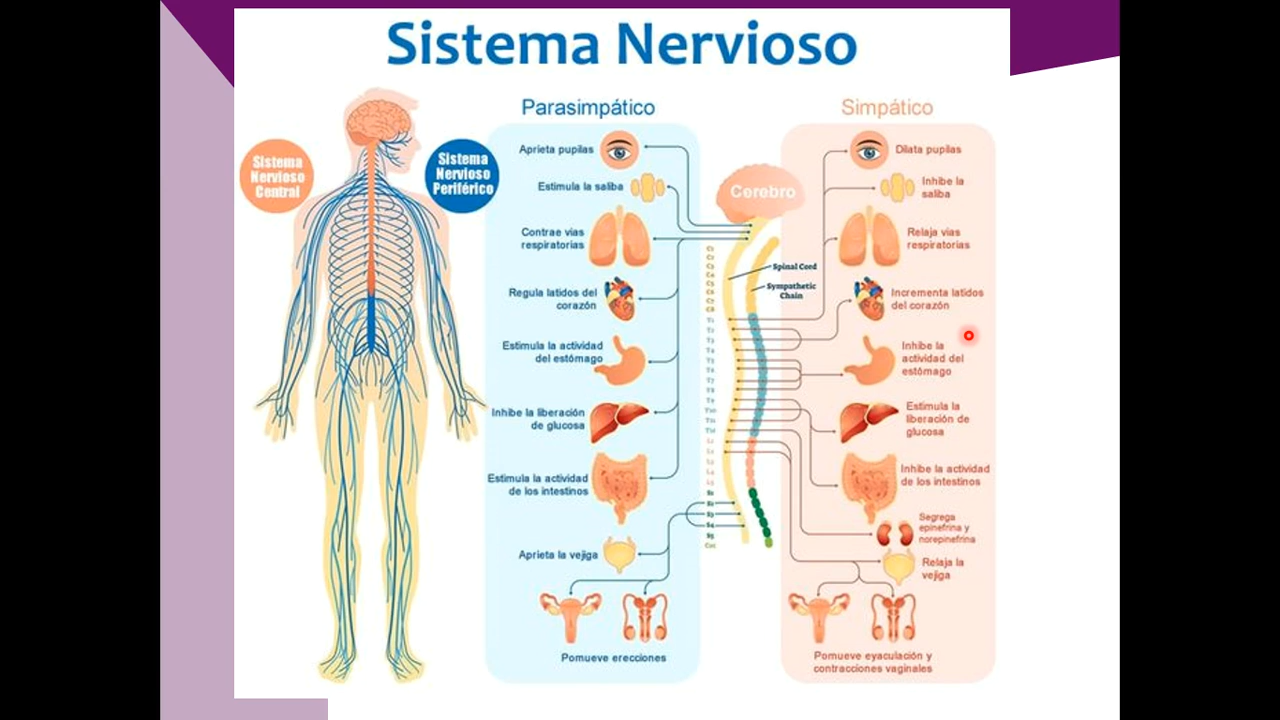 Sistema Nervioso
Sistema
Nervioso
Central
Sistema
Nervioso
Periférico
Parasimpático
Aprieta pupilas
Estimula la saliba
Contrae vias
respiratorias
Regula latidos del
corazón
Estimula la actividad
del estómago
Inhibe la liberación
de glucosa
Estimula la actividad
de los intestinos
Aprieta la vejiga
Pomueve erecciones
Cerebro
Spinal Cord
Sympathetic
Chain
Simpático
Dilata pupilas
Inhibe la
saliba
Relaja vias
respiratorias
Incrementa latidos
del corazón
Inhibe la
actividad del
estómago
Estimula la
liberación de
glucosa
Inhibe la actividad
de los intestinos
Segrega
epinefrina y
norepinefrina
Relaja la
vejiga
Pomueve eyaculación y
contracciones vaginales